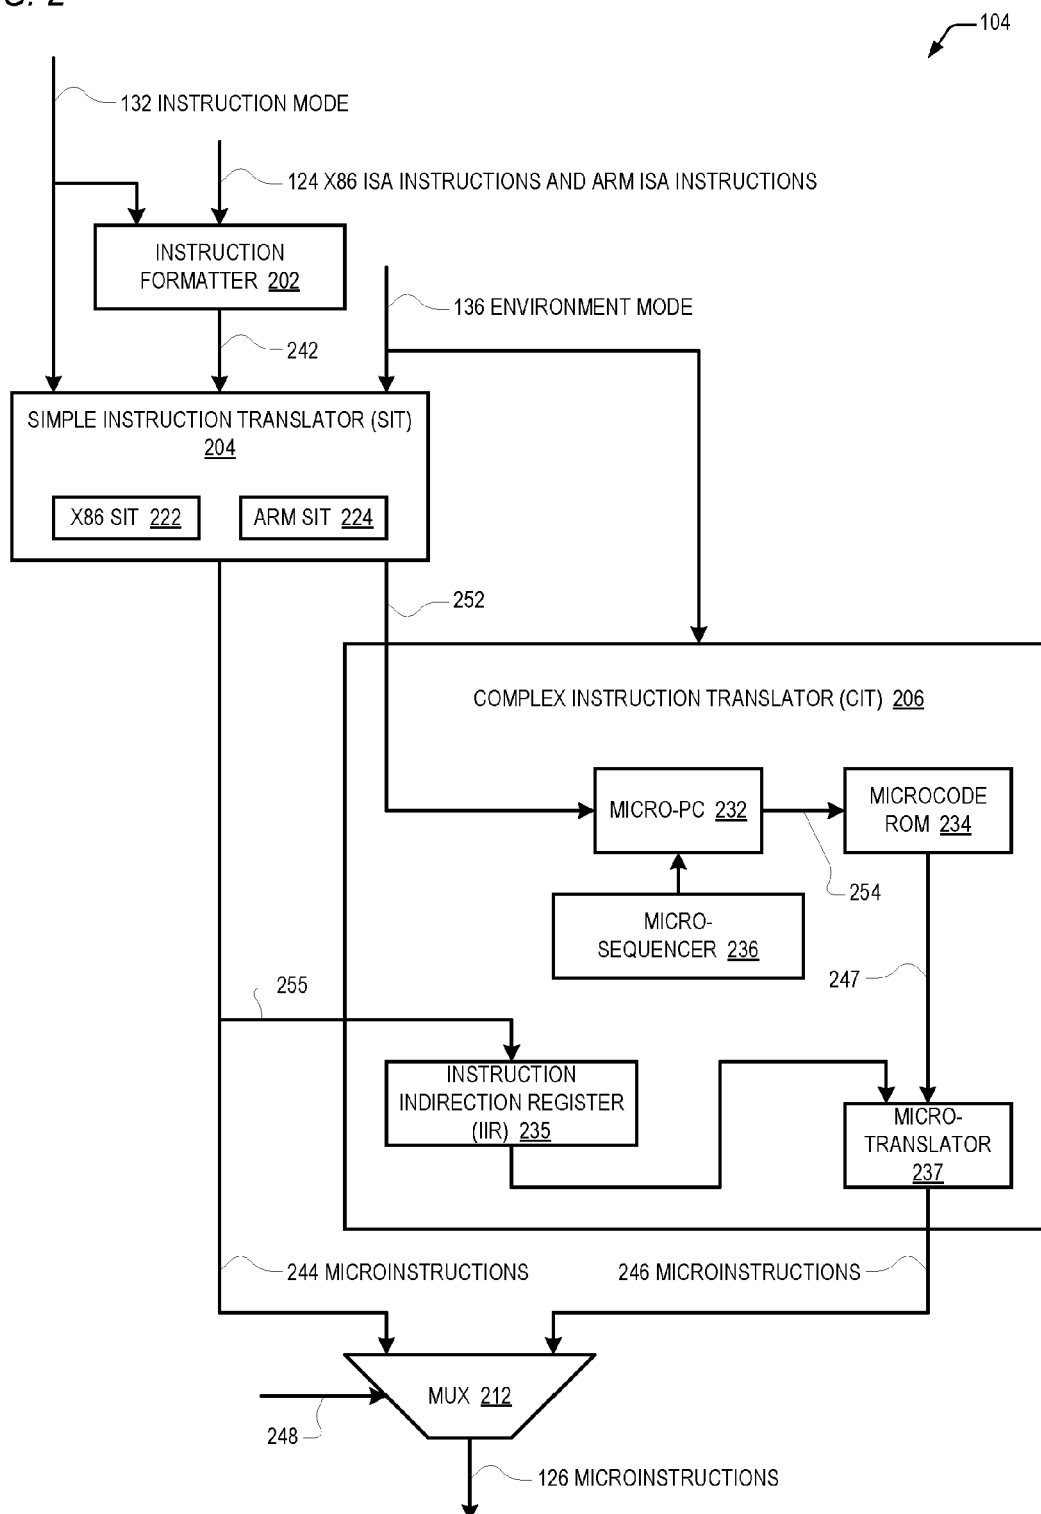 104
132 INSTRUCTION MODE
124 X86 ISA INSTRUCTIONS AND ARM ISA INSTRUCTIONS
INSTRUCTION
FORMATTER 202
136 ENVIRONMENT MODE
242
SIMPLE INSTRUCTION TRANSLATOR (SIT)
204
X86 SIT 222
ARM SIT 224
252
COMPLEX INSTRUCTION TRANSLATOR (CIT) 206
MICRO-PC 232
MICROCODE
ROM 234
254
MICRO-
SEQUENCER 236
247
255
INSTRUCTION
INDIRECTION REGISTER
(IIR) 235
MICRO-
TRANSLATOR
237
244 MICROINSTRUCTIONS
246 MICROINSTRUCTIONS
MUX 212
248
126 MICROINSTRUCTIONS